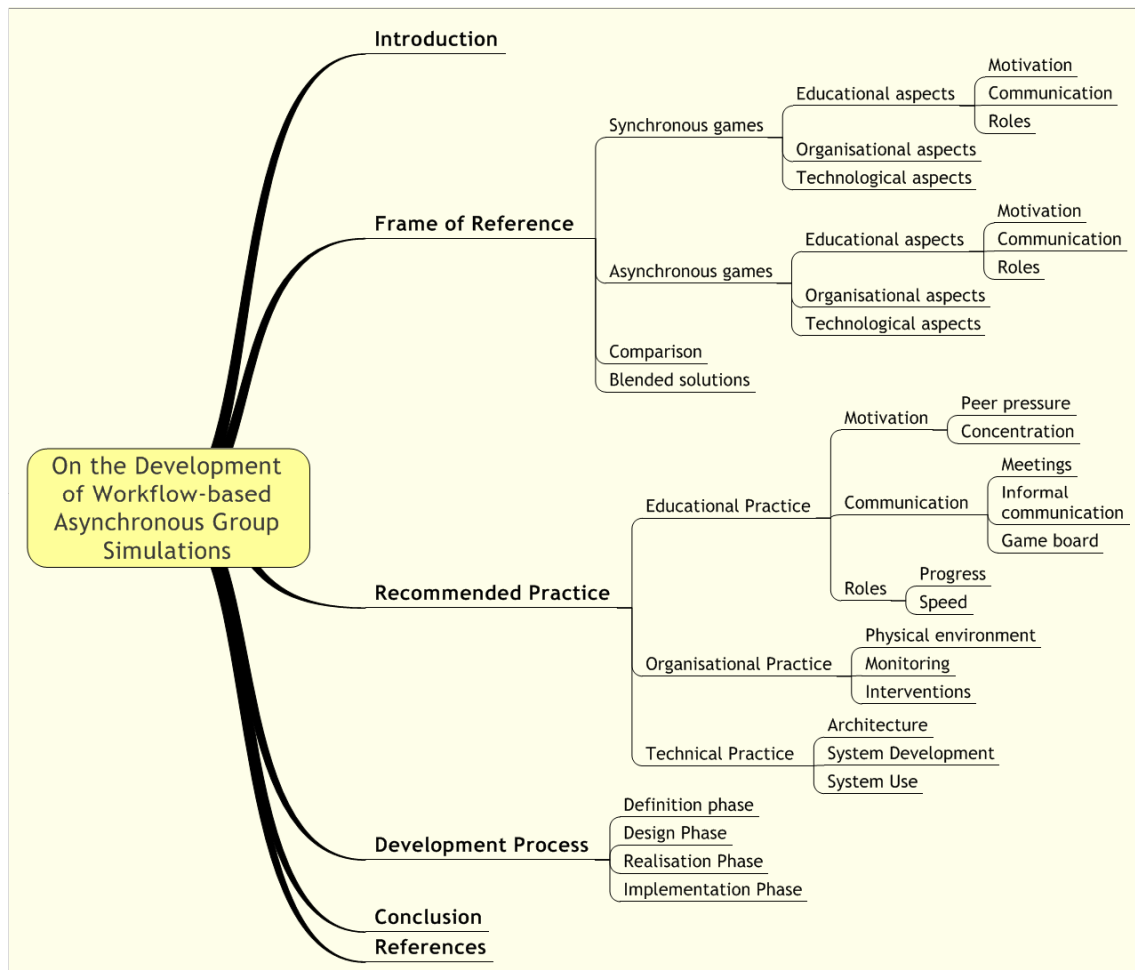 On the Development
of Workflow-based
Asynchronous Group
Simulations
Introduction
Frame of Reference
Synchronous games
Educational aspects
Motivation
Communication
Roles
Organisational aspects
Technological aspects
Asynchronous games
Educational aspects
Motivation
Communication
Roles
Organisational aspects
Technological aspects
Comparison
Blended solutions
Recommended Practice
Educational Practice
Motivation
Peer pressure
Concentration
Communication
Meetings
Informal
communication
Game board
Roles
Progress
Speed
Organisational Practice
Physical environment
Monitoring
Interventions
Technical Practice
Architecture
System Development
System Use
Development Process
Definition phase
Design Phase
Realisation Phase
Implementation Phase
Conclusion
References